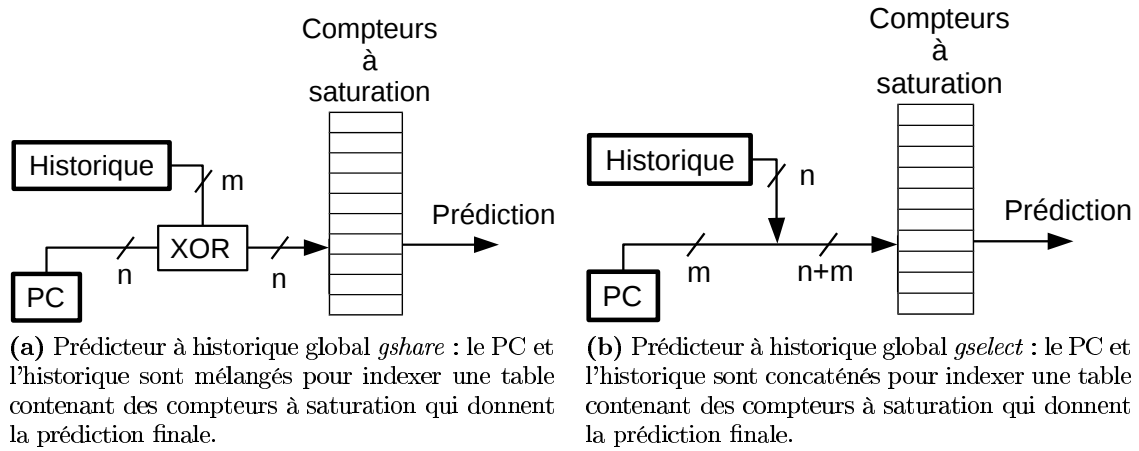 Compteurs
à
saturation
Historique
m
XOR
n
n
PC
Prédiction
(a) Prédicteur à historique global gshare : le PC et
l'historique sont mélangés pour indexer une table
contenant des compteurs à saturation qui donnent
la prédiction finale.
Compteurs
à
saturation
Historique
n
m
n+m
PC
Prédiction
(b) Prédicteur à historique global gselect : le PC et
l'historique sont concaténés pour indexer une table
contenant des compteurs à saturation qui donnent
la prédiction finale.